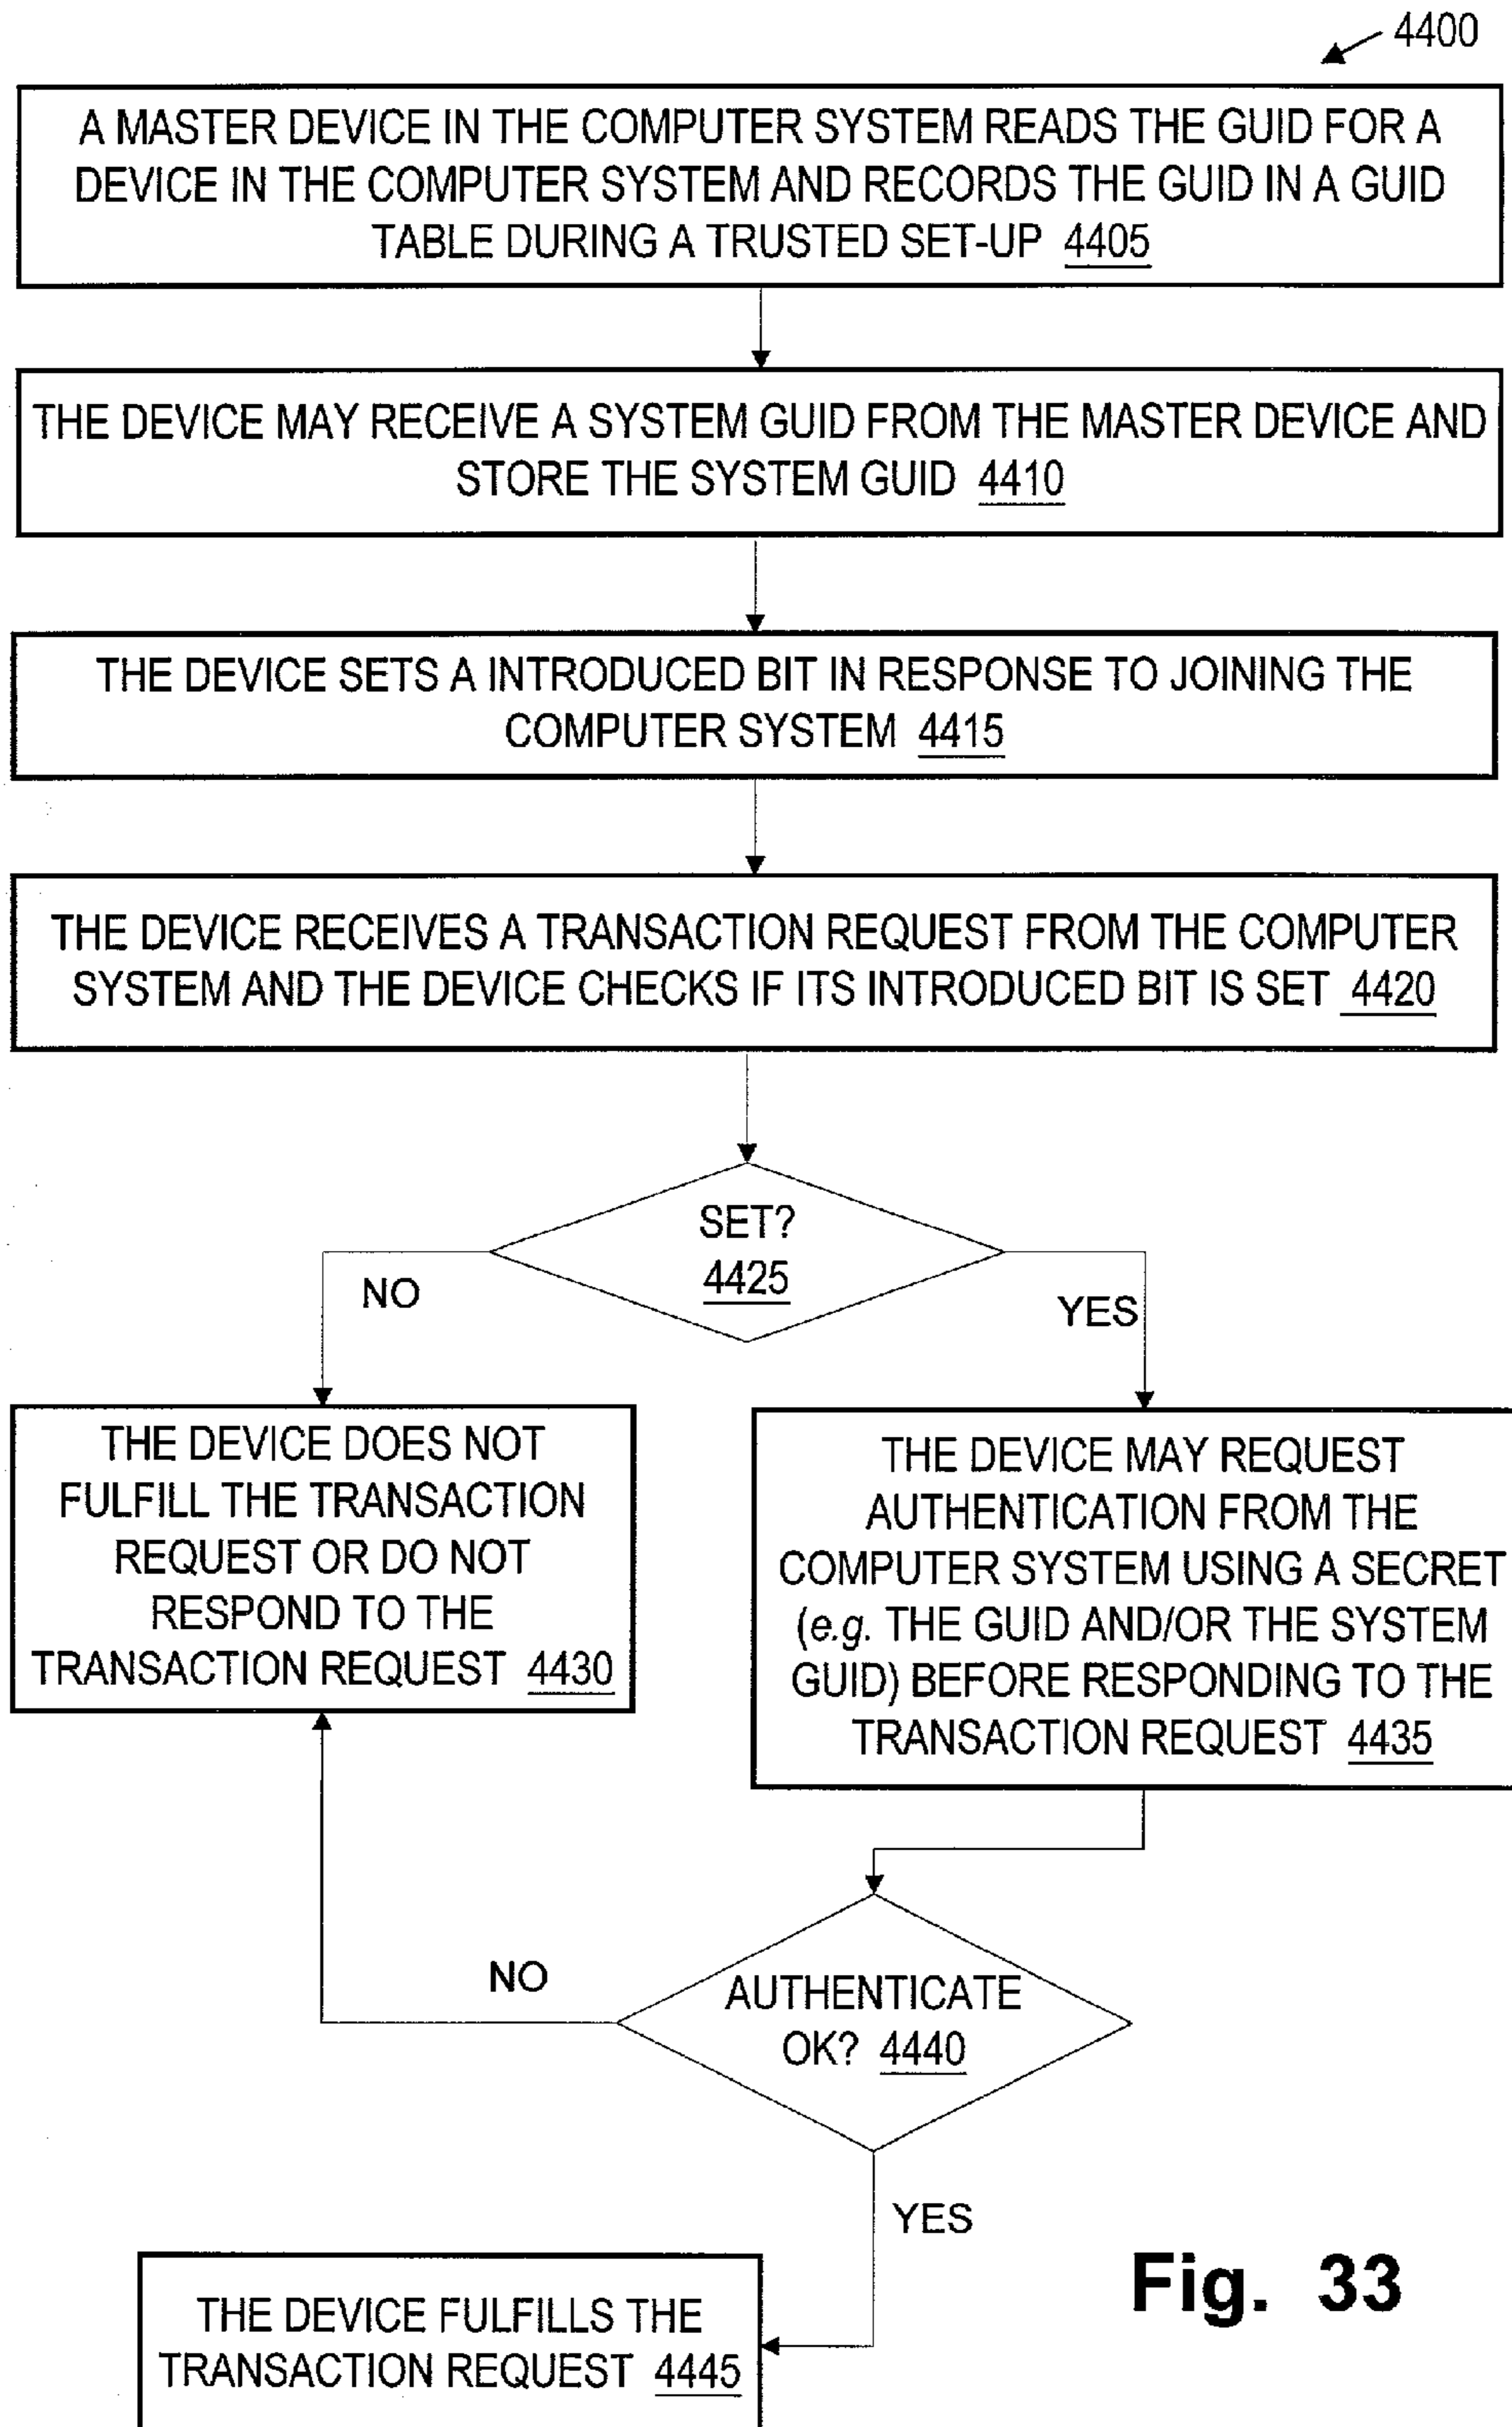 4400
A MASTER DEVICE IN THE COMPUTER SYSTEM READS THE GUID FOR A
DEVICE IN THE COMPUTER SYSTEM AND RECORDS THE GUID IN A GUID
TABLE DURING A TRUSTED SET-UP 4405
THE DEVICE MAY RECEIVE A SYSTEM GUID FROM THE MASTER DEVICE AND
STORE THE SYSTEM GUID 4410
THE DEVICE SETS A INTRODUCED BIT IN RESPONSE TO JOINING THE
COMPUTER SYSTEM 4415
THE DEVICE RECEIVES A TRANSACTION REQUEST FROM THE COMPUTER
SYSTEM AND THE DEVICE CHECKS IF ITS INTRODUCED BIT IS SET 4420
SET?
4425
NO
YES
THE DEVICE DOES NOT
FULFILL THE TRANSACTION
REQUEST OR DO NOT
RESPOND TO THE
TRANSACTION REQUEST 4430
THE DEVICE MAY REQUEST
AUTHENTICATION FROM THE
COMPUTER SYSTEM USING A SECRET
(e.g. THE GUID AND/OR THE SYSTEM
GUID) BEFORE RESPONDING TO THE
TRANSACTION REQUEST 4435
NO
AUTHENTICATE
OK? 4440
YES
THE DEVICE FULFILLS THE
TRANSACTION REQUEST 4445
Fig. 33